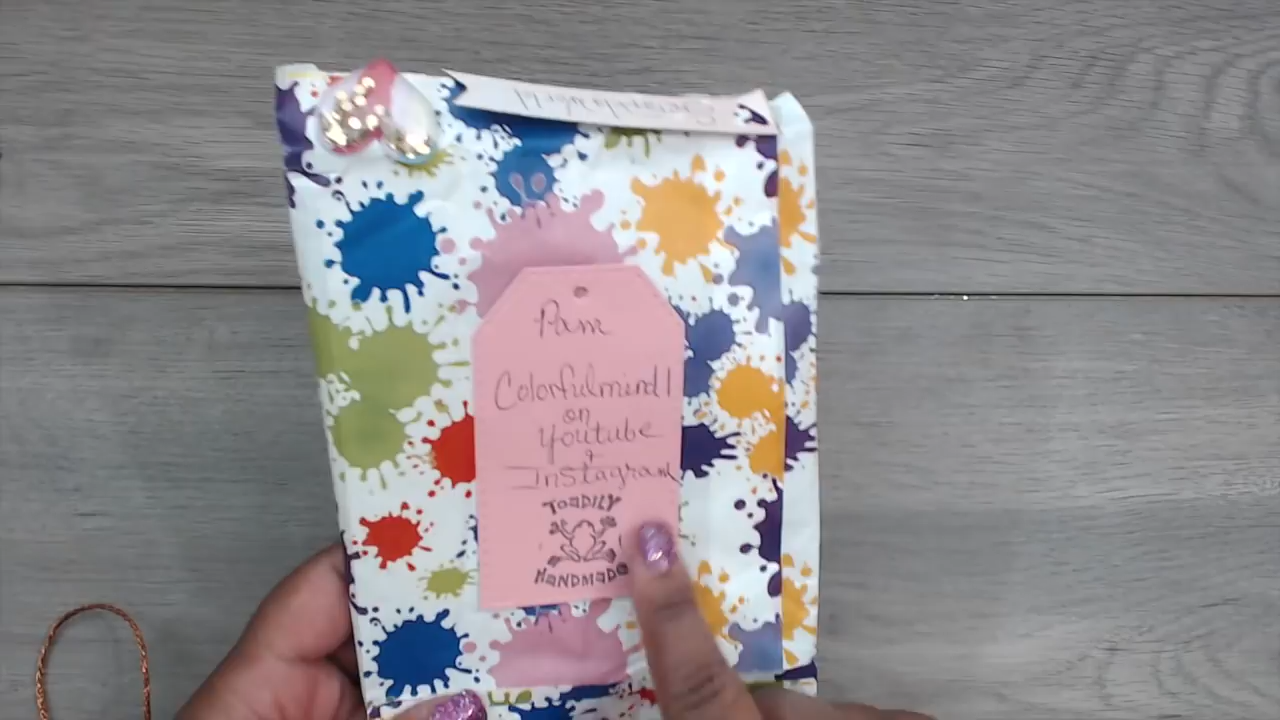 Pam
Colorfulmind1
on
Youtube
+
Instagram
TOADILY
HANDMADE